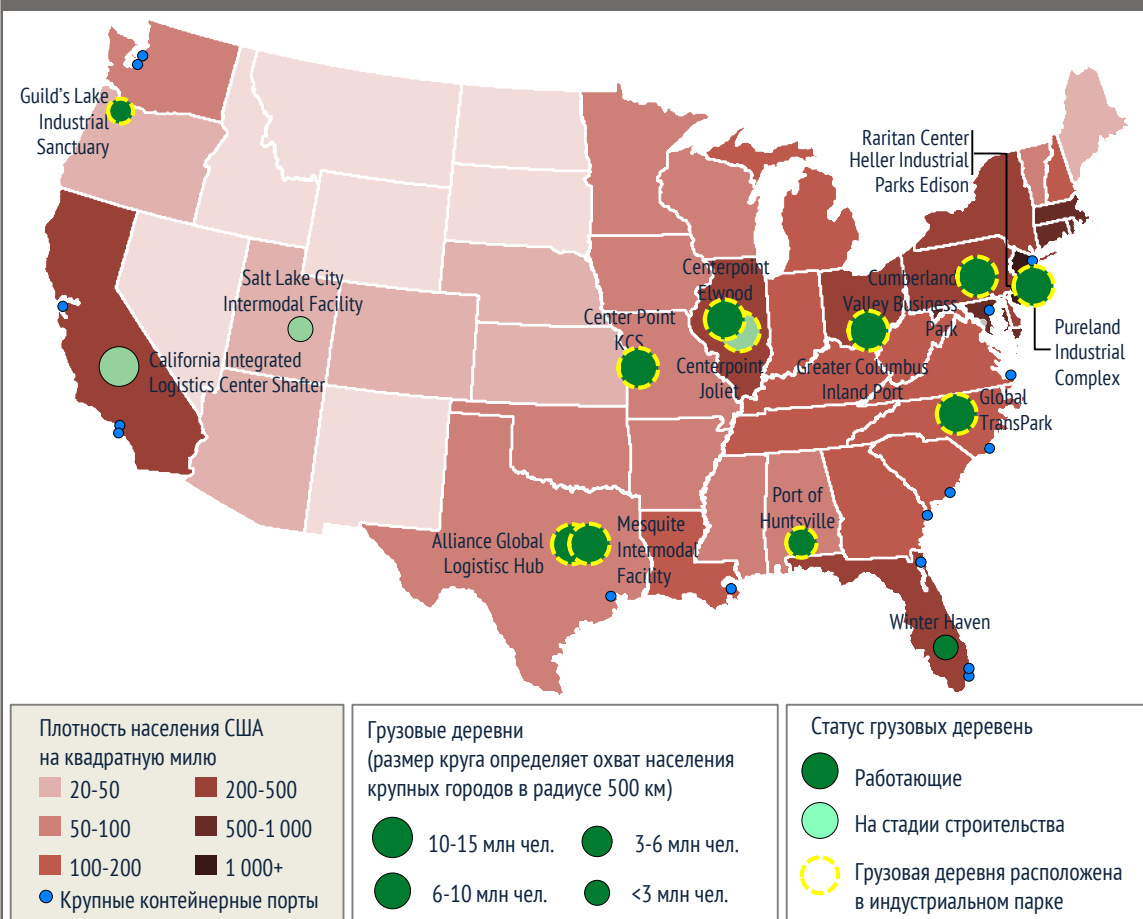 Guild's Lake
Industrial
Sanctuary
Raritan Center
Heller Industrial
Parks Edison
Salt Lake City
Intermodal Facility
Centerpoint
Elwood
Cumberland
Valley Business
Park
Center Point
KCS
Pureland
Industrial
Complex
California Integrated
Logistics Center Shafter
Centerpoint
Joliet
Greater Columbus
Inland Port
Global
TransPark
Port of
Huntsville
Alliance Global
Logistisc Hub
Mesquite
Intermodal
Facility
Winter Haven
Плотность населения США
на квадратную милю
20-50
200-500
50-100
500-1 000
100-200
1 000+
Крупные контейнерные порты
Грузовые деревни
(размер круга определяет охват населения
крупных городов в радиусе 500 км)
10-15 млн чел.
3-6 млн чел.
6-10 млн чел.
<3 млн чел.
Статус грузовых деревень
Работающие
На стадии строительства
Грузовая деревня расположена
в индустриальном парке